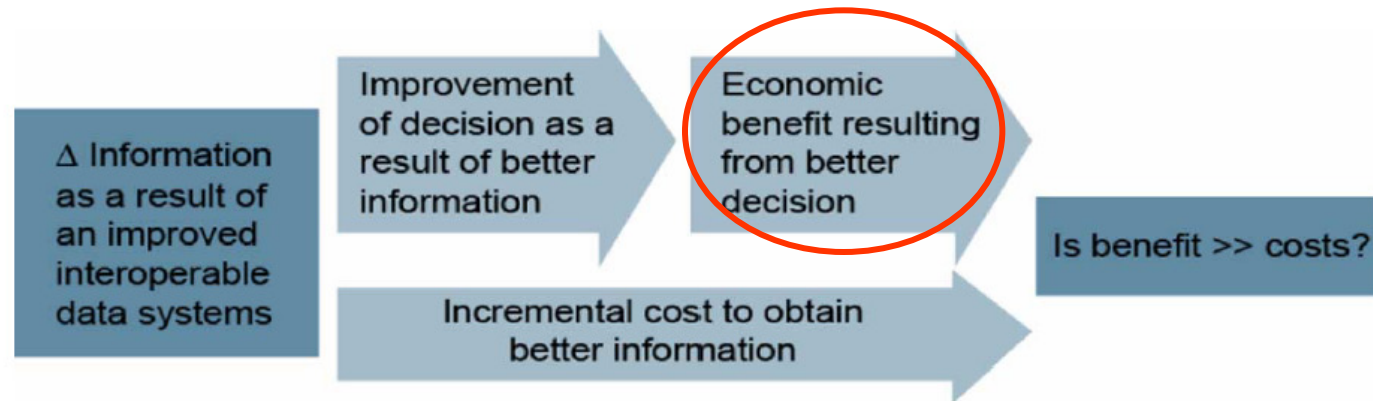 Δ Information
as a result of
an improved
interoperable
data systems
Improvement
of decision as a
result of better
information
Economic
benefit resulting
from better
decision
Incremental cost to obtain
better information
Is benefit >> costs?